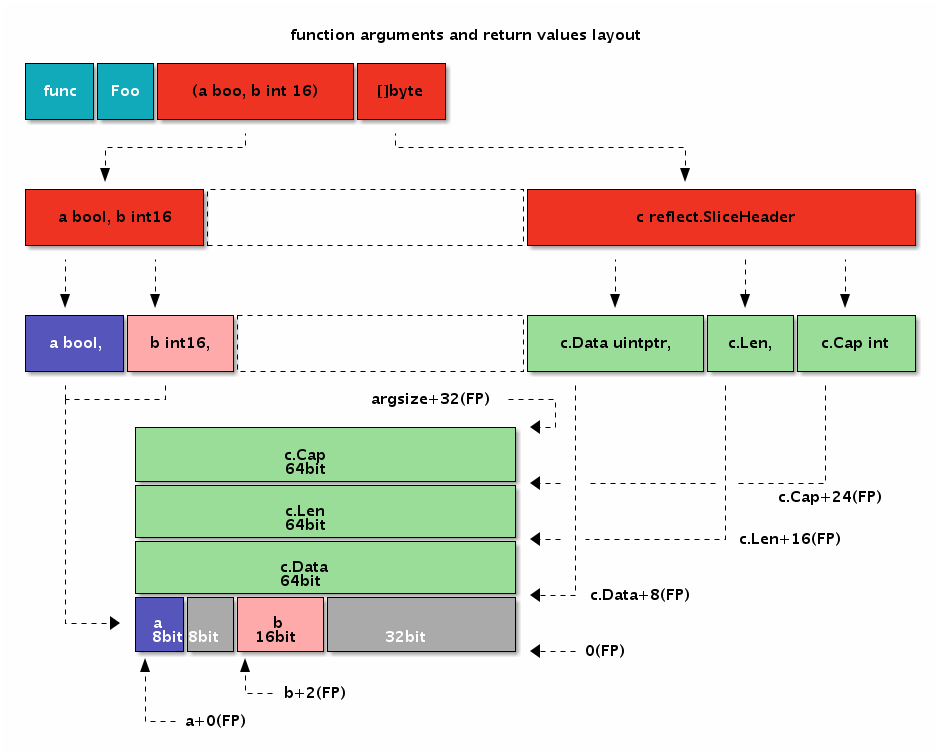 function arguments and return values layout
func Foo (a boo, b int 16) []byte
a bool, b int16 c reflect.SliceHeader
a bool, b int16, c.Data uintptr, c.Len, c.Cap int
argsize+32(FP)
c.Cap
64bit
c.Cap+24(FP)
c.Len
64bit
c.Len+16(FP)
c.Data
64bit
c.Data+8(FP)
a b
8bit 8bit 16bit 32bit
0(FP)
b+2(FP)
a+0(FP)